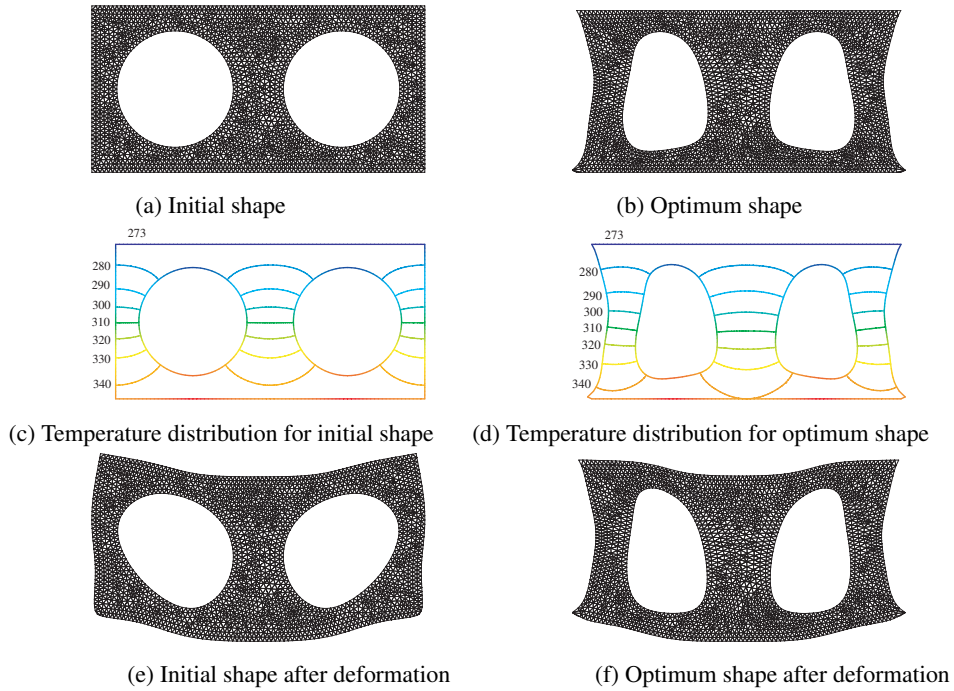 (a) Initial shape
(b) Optimum shape
273
280
290
300
310
320
330
340
273
280
290
300
310
320
330
340
(c) Temperature distribution for initial shape
(d) Temperature distribution for optimum shape
(e) Initial shape after deformation
(f) Optimum shape after deformation